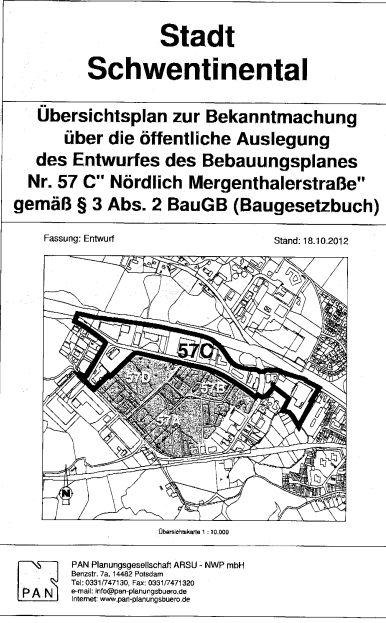 Stadt
Schwentinental
Übersichtsplan zur Bekanntmachung
über die öffentliche Auslegung
des Entwurfes des Bebauungsplanes
Nr. 57 C" Nördlich Mergenthalerstraße"
gemäß § 3 Abs. 2 BauGB (Baugesetzbuch)
Fassung: Entwurf
Stand: 18.10.2012
57C
57D
57B
57A
N
Übersichtskarte 1 : 10.000
PAN Planungsgesellschaft ARSU - NWP mbH
Benzstr. 7a, 14482 Potsdam
Tel: 0331/747130, Fax: 0331/7471320
e-mail: info@pan-planungsbuero.de
Internet: www.pan-planungsbuero.de
PAN